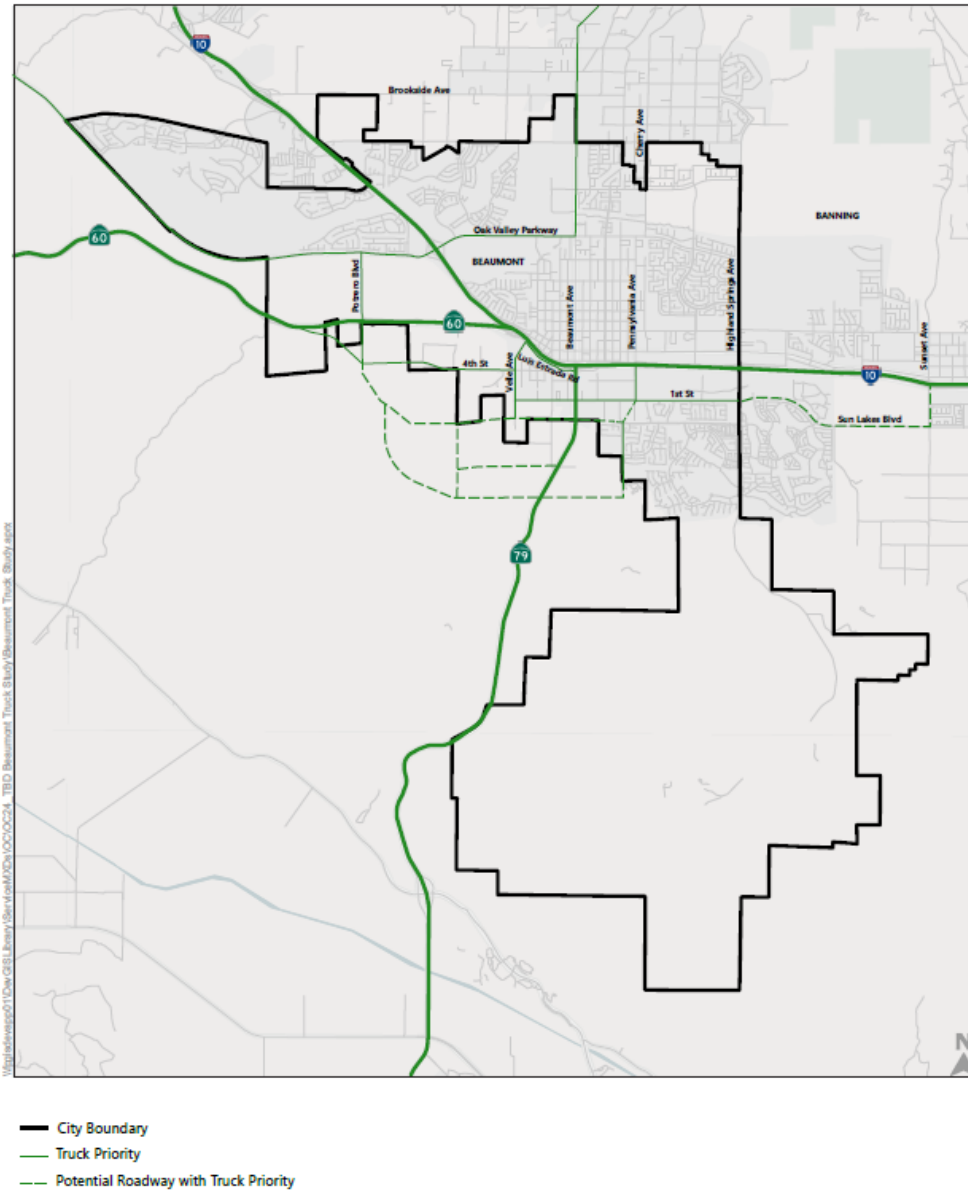 10
Brookside Ave
Cherry Ave
BANNING
Oak Valley Parkway
60
BEAUMONT
Potrero Blvd
Beaumont Ave
Pennsylvania Ave
Highland Springs Ave
Sunset Ave
60
Veile Ave
Luis Estrada Rd
4th St
10
1st St
Sun Lakes Blvd
79
N
City Boundary
Truck Priority
Potential Roadway with Truck Priority